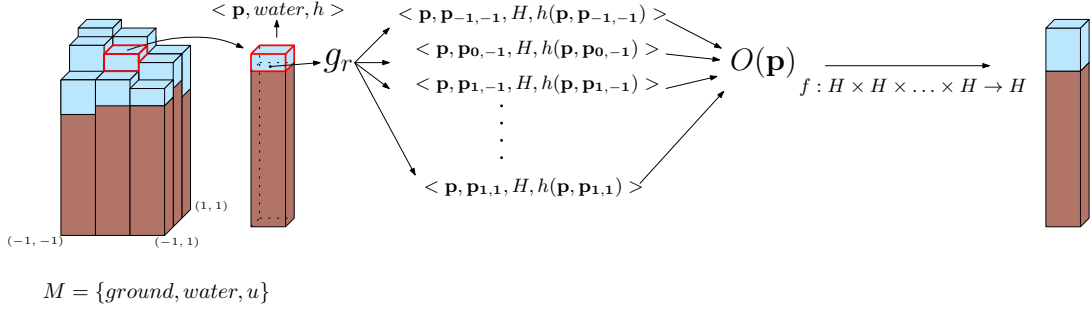 < p, water, h >
< p, p₋₁,₋₁, H, h(p, p₋₁,₋₁) >
< p, p₀,₋₁, H, h(p, p₀,₋₁) >
gᵣ
O(p)
< p, p₁,₋₁, H, h(p, p₁,₋₁) >
f : H × H × . . . × H → H
< p, p₁,₁, H, h(p, p₁,₁) >
(1, 1)
(−1, −1)
(−1, 1)
M = {ground, water, u}